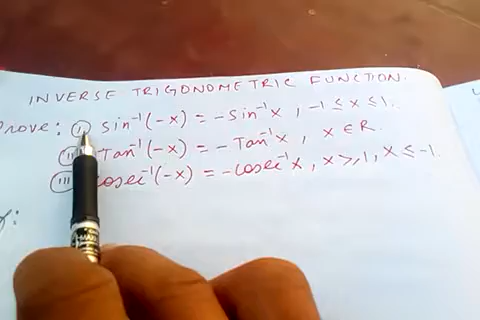 INVERSE TRIGONOMETRIC FUNCTION.
Prove: (i) sin⁻¹(-x) = -sin⁻¹x, -1 ≤ x ≤ 1.
(ii) Tan⁻¹(-x) = -Tan⁻¹x, x ∈ R.
(iii) cosec⁻¹(-x) = -cosec⁻¹x, x ≥ 1, x ≤ -1.